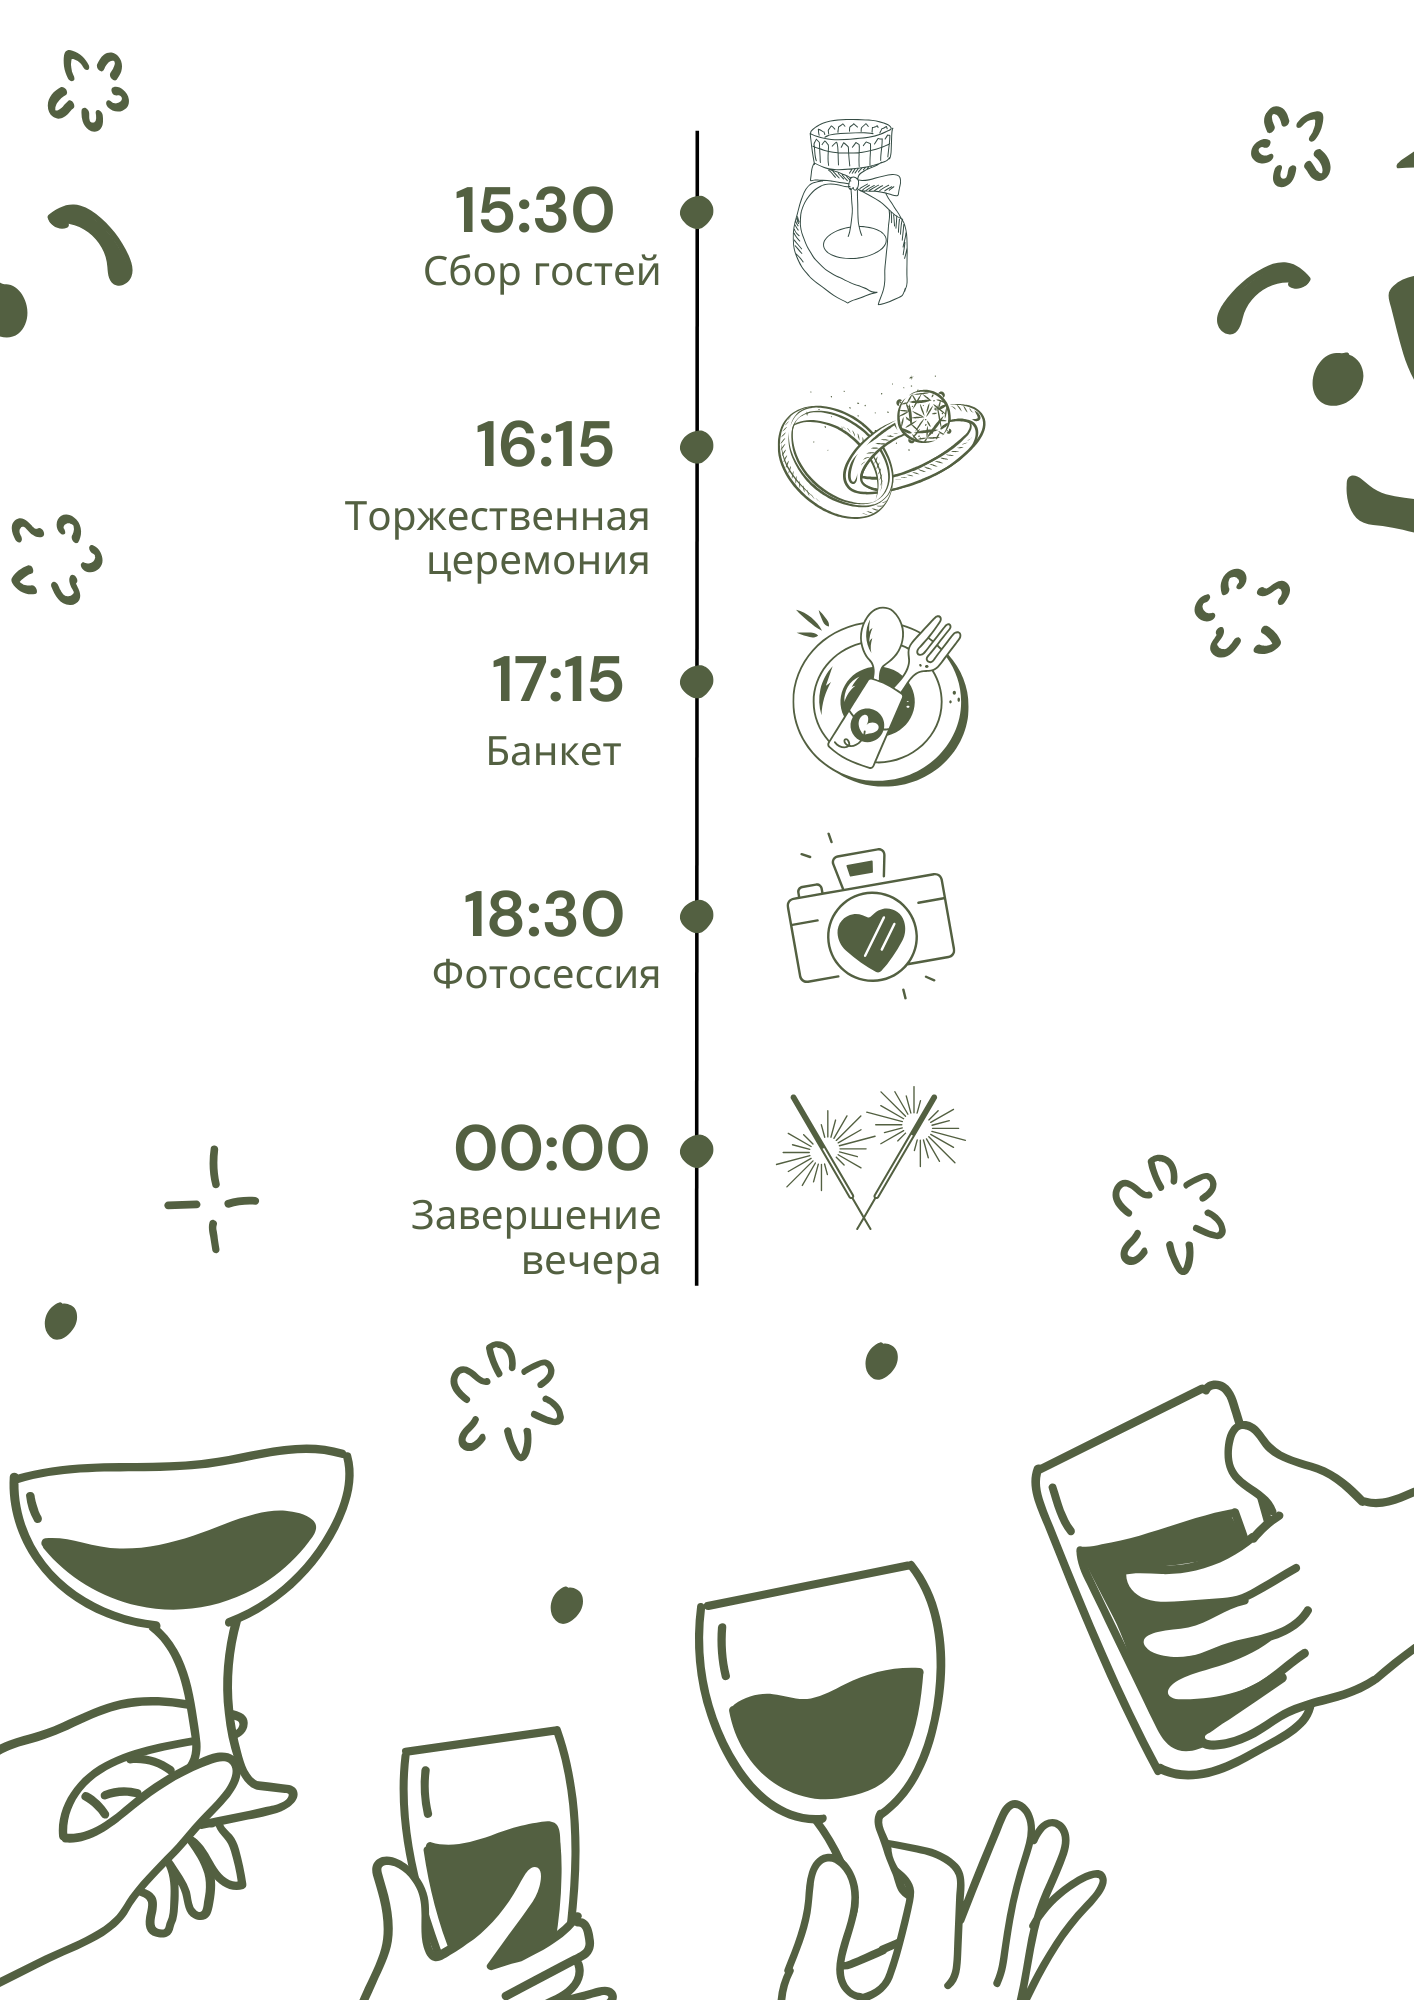 15:30
Сбор гостей
16:15
Торжественная
церемония
17:15
Банкет
18:30
Фотосессия
00:00
Завершение
вечера